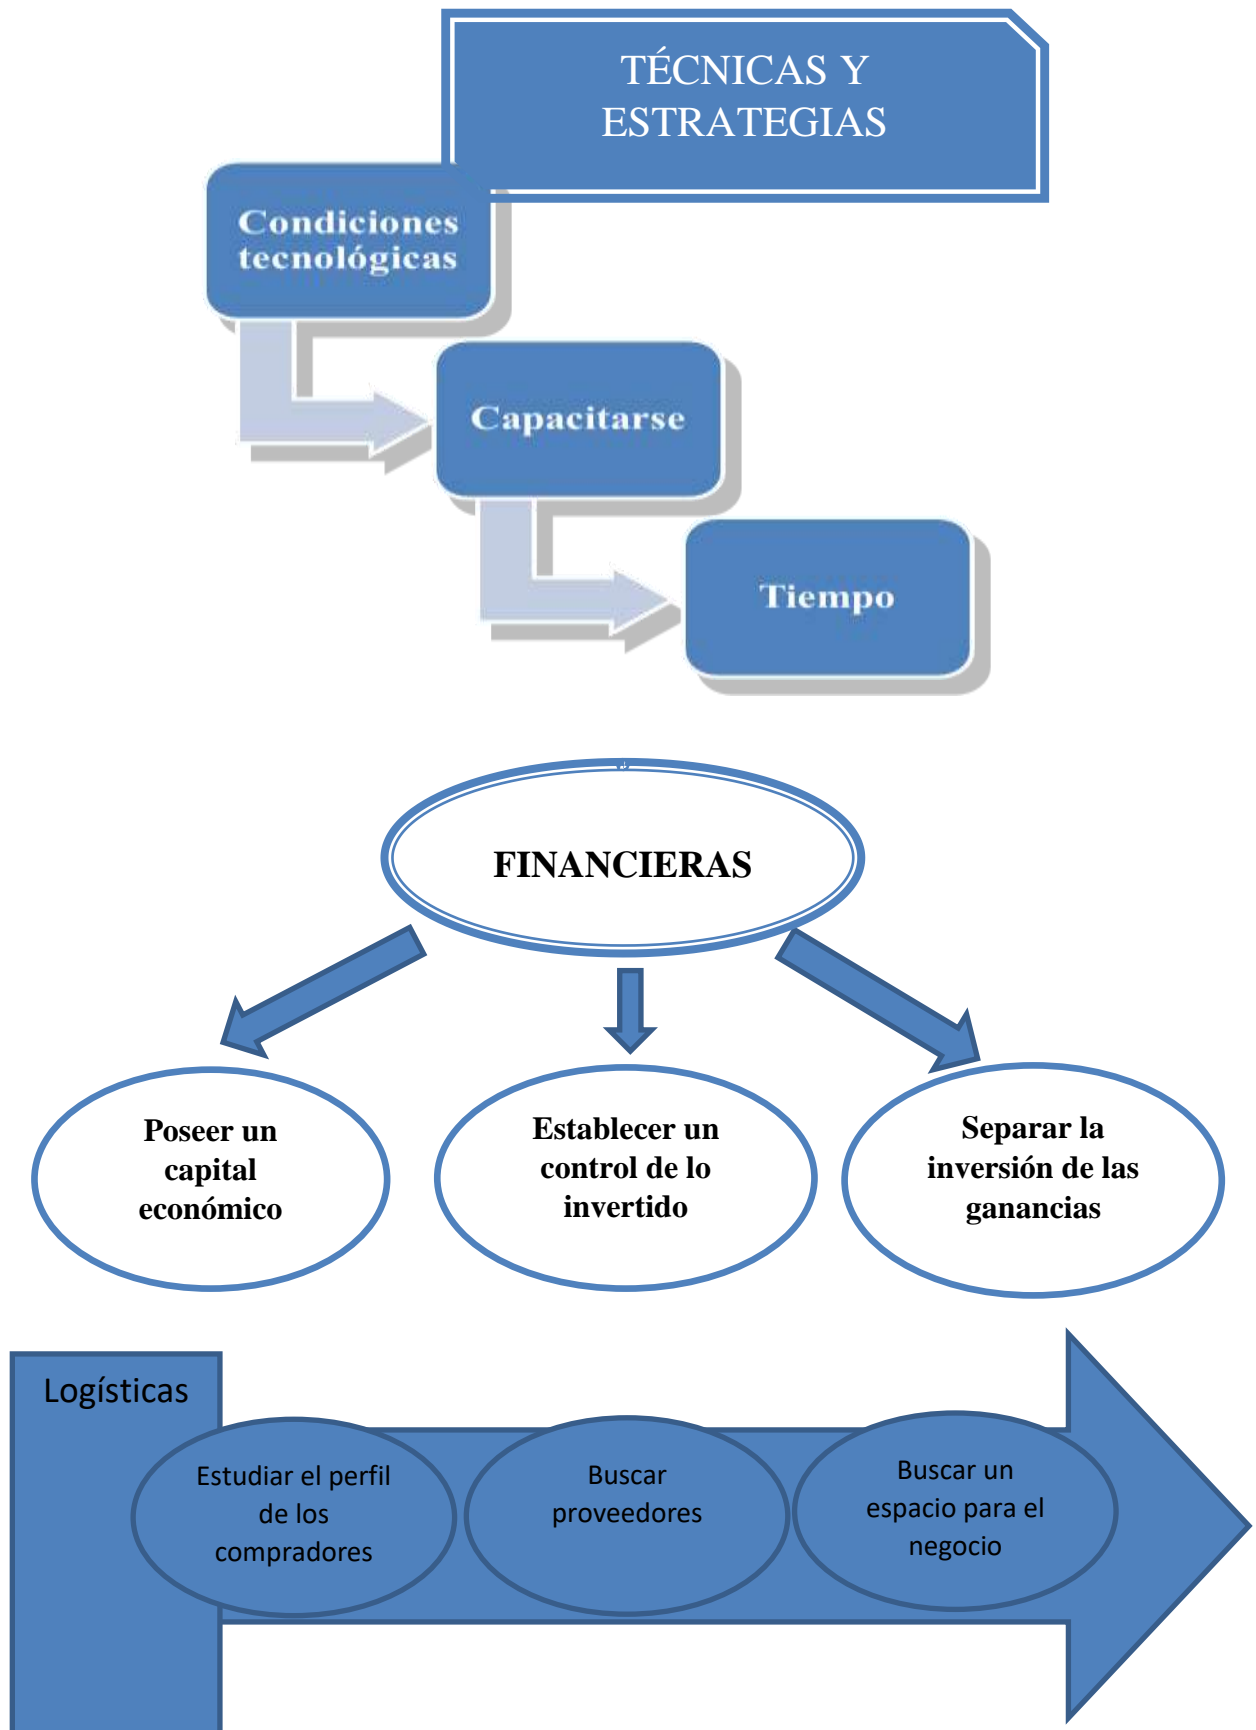 TÉCNICAS Y
ESTRATEGIAS
Condiciones
tecnológicas
Capacitarse
Tiempo
FINANCIERAS
Poseer un
capital
económico
Establecer un
control de lo
invertido
Separar la
inversión de las
ganancias
Logísticas
Estudiar el perfil
de los
compradores
Buscar
proveedores
Buscar un
espacio para el
negocio